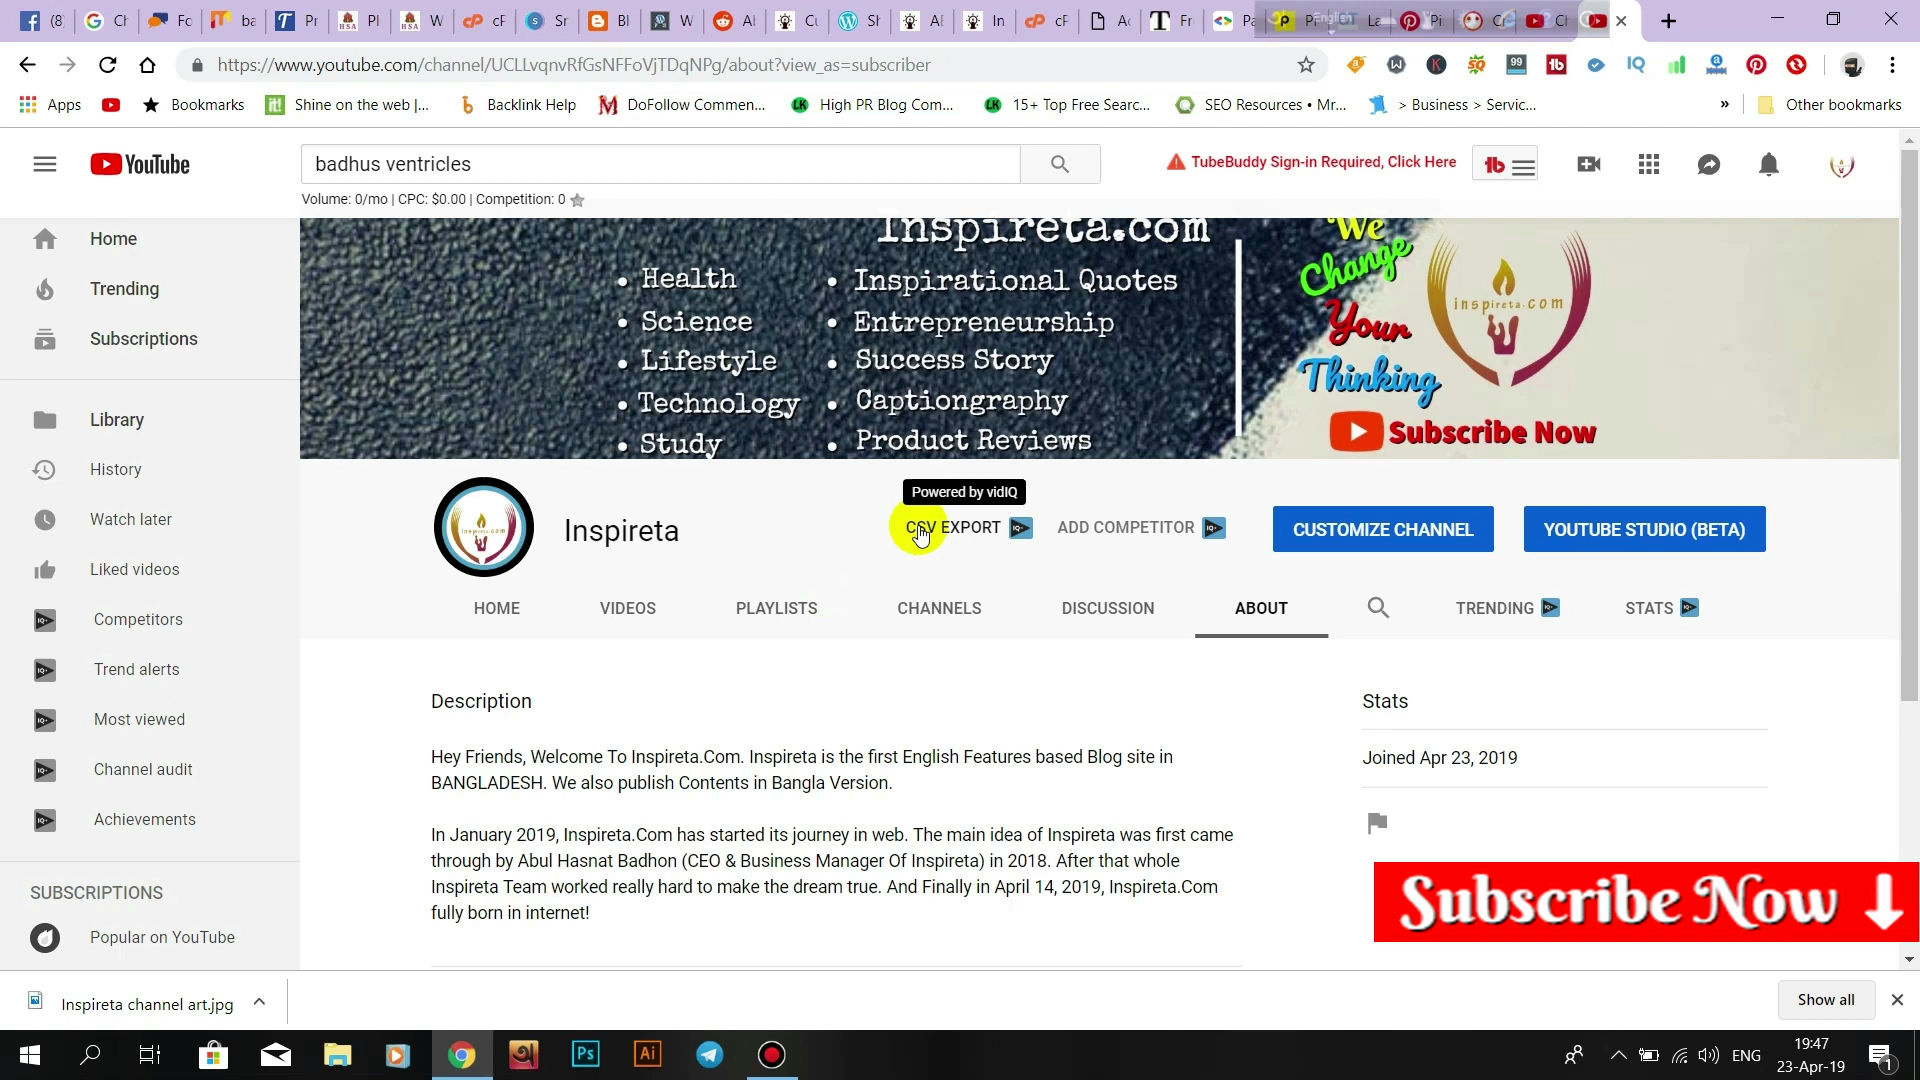 (8)
English
https://www.youtube.com/channel/UCLLvqnvRfGsNFFoVjTDqNPg/about?view_as=subscriber
Apps
Bookmarks
Shine on the web |...
Backlink Help
DoFollow Commen...
High PR Blog Com...
15+ Top Free Searc...
SEO Resources • Mr...
> Business > Servic...
»
Other bookmarks
YouTube
badhus ventricles
TubeBuddy Sign-in Required, Click Here
Volume: 0/mo | CPC: $0.00 | Competition: 0
Home
Trending
Subscriptions
Library
History
Watch later
Liked videos
Competitors
Trend alerts
Most viewed
Channel audit
Achievements
SUBSCRIPTIONS
Popular on YouTube
Inspireta.com
• Health
• Science
• Lifestyle
• Technology
• Study
• Inspirational Quotes
• Entrepreneurship
• Success Story
• Captiongraphy
• Product Reviews
We
Change
Your
Thinking
inspireta.com
Subscribe Now
Inspireta
Powered by vidIQ
CSV EXPORT
ADD COMPETITOR
CUSTOMIZE CHANNEL
YOUTUBE STUDIO (BETA)
HOME
VIDEOS
PLAYLISTS
CHANNELS
DISCUSSION
ABOUT
TRENDING
STATS
Description
Hey Friends, Welcome To Inspireta.Com. Inspireta is the first English Features based Blog site in
BANGLADESH. We also publish Contents in Bangla Version.
In January 2019, Inspireta.Com has started its journey in web. The main idea of Inspireta was first came
through by Abul Hasnat Badhon (CEO & Business Manager Of Inspireta) in 2018. After that whole
Inspireta Team worked really hard to make the dream true. And Finally in April 14, 2019, Inspireta.Com
fully born in internet!
Stats
Joined Apr 23, 2019
Subscribe Now
Inspireta channel art.jpg
Show all
Ps
Ai
ENG
19:47
23-Apr-19
1